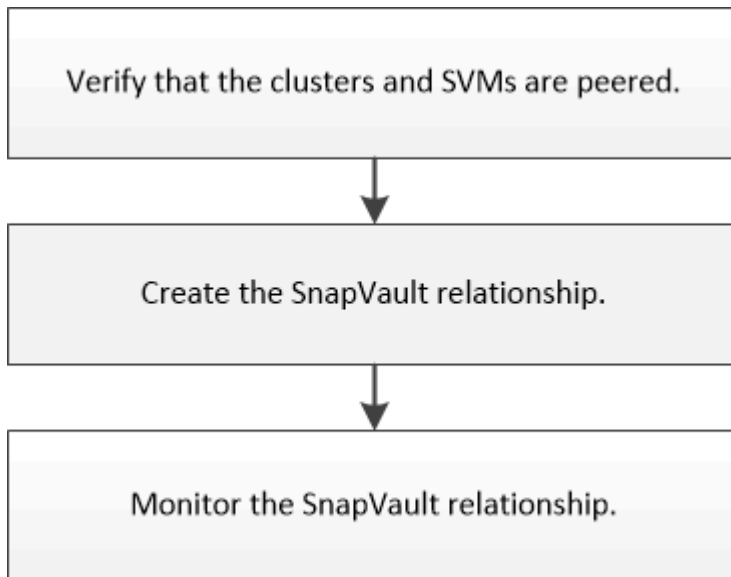 Verify that the clusters and SVMs are peered.
Create the SnapVault relationship.
Monitor the SnapVault relationship.